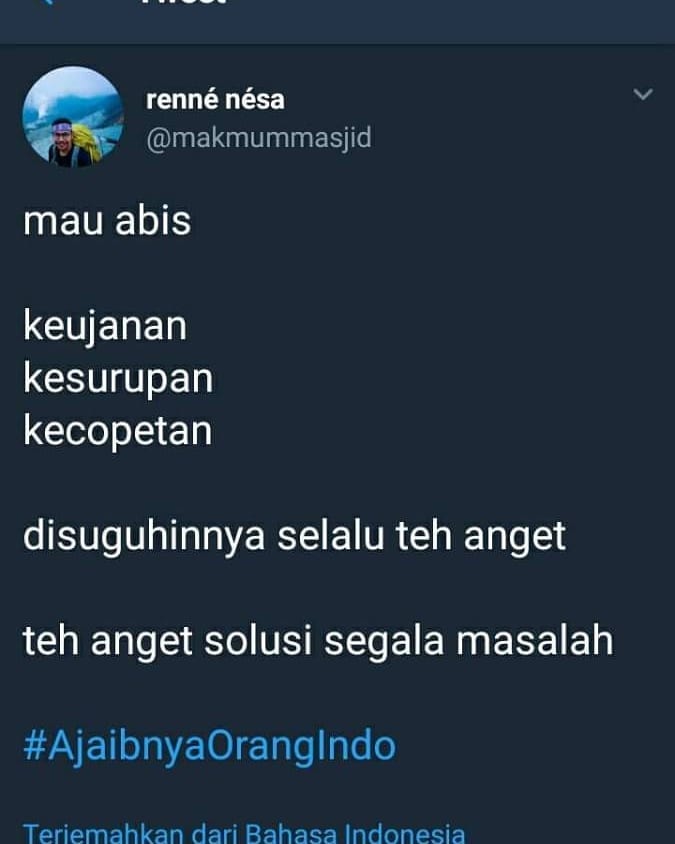 renné nésa
@makmummasjid
mau abis
keujanan
kesurupan
kecopetan
disuguhinnya selalu teh anget
teh anget solusi segala masalah
#AjaibnyaOrangIndo
Terjemahkan dari Bahasa Indonesia